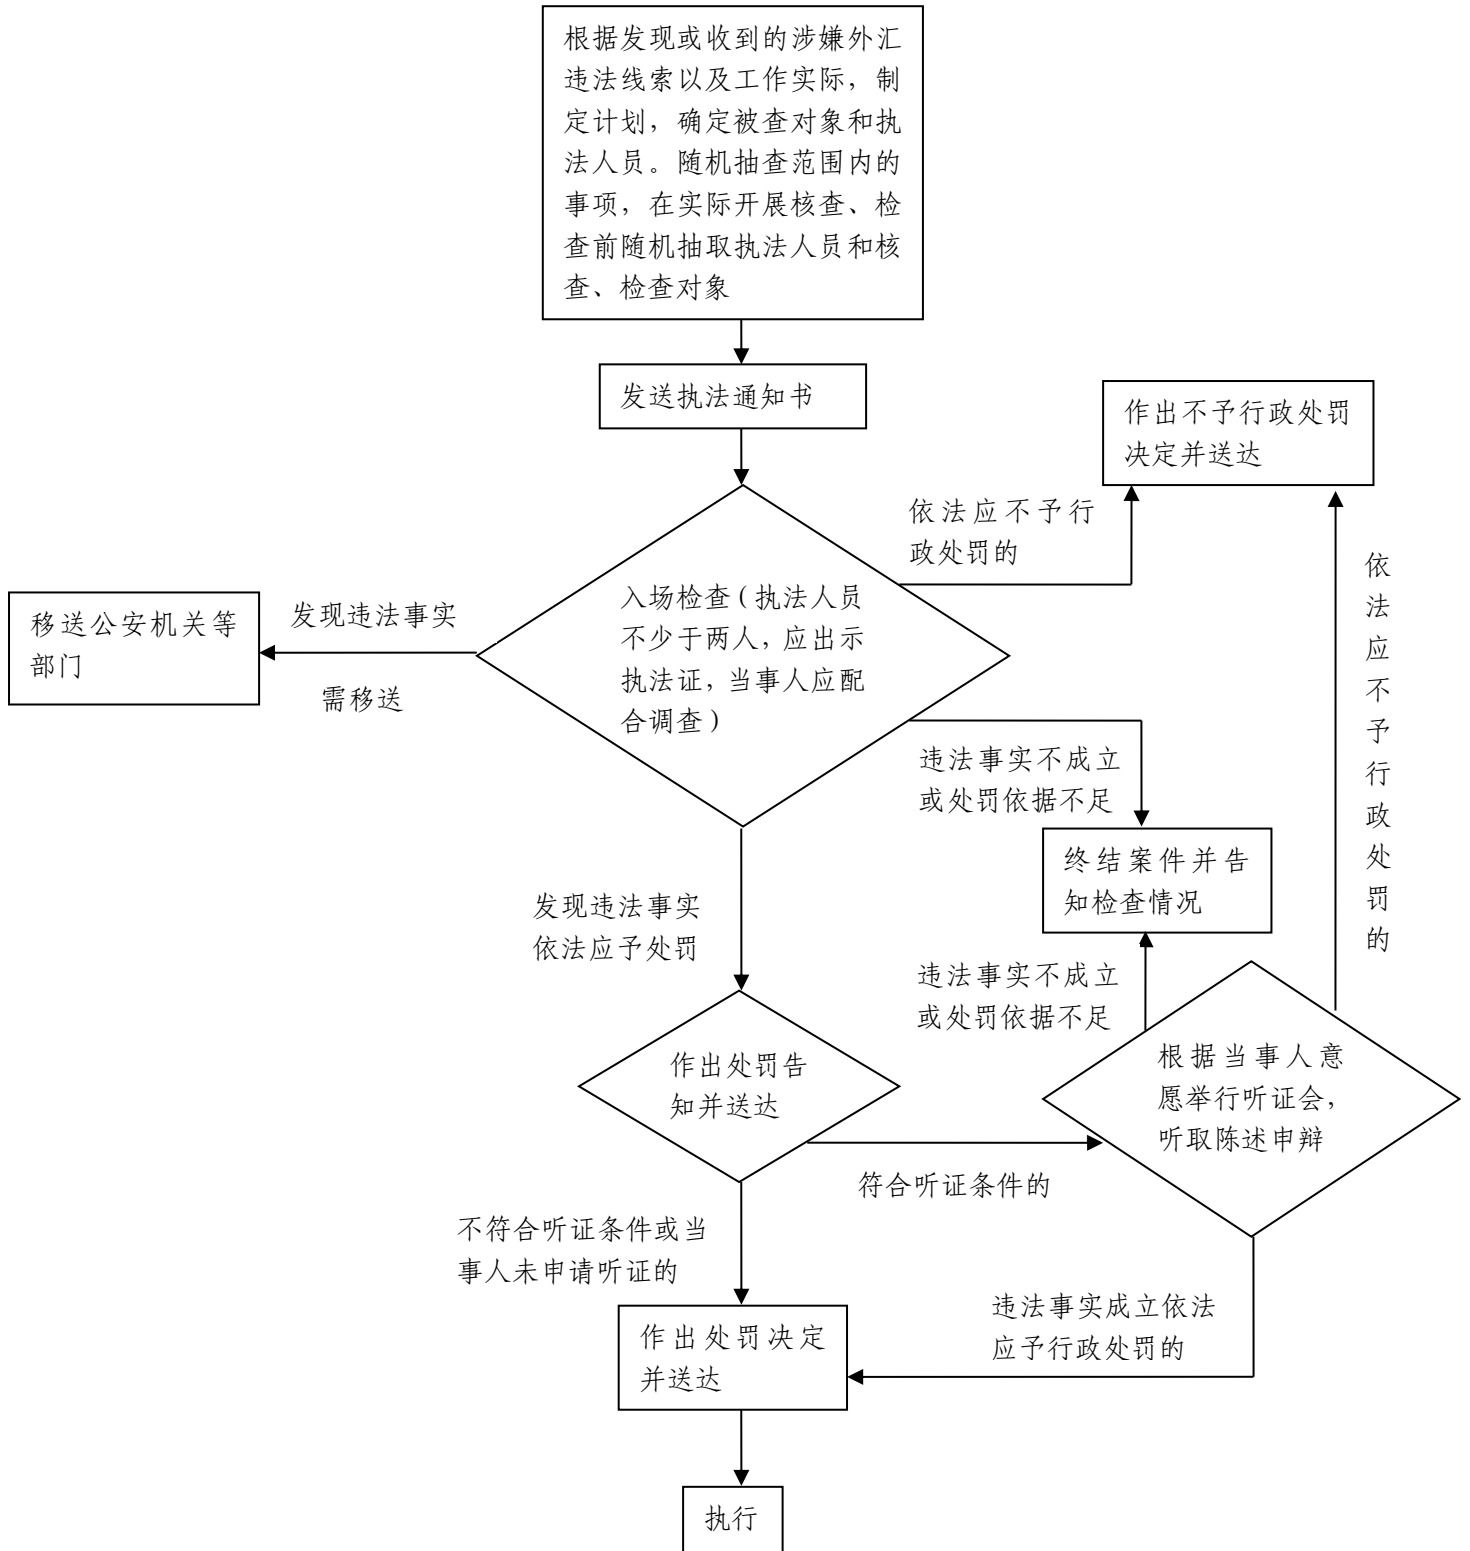 根据发现或收到的涉嫌外汇
违法线索以及工作实际，制
定计划，确定被查对象和执
法人员。随机抽查范围内的
事项，在实际开展核查、检
查前随机抽取执法人员和核
查、检查对象
发送执法通知书
作出不予行政处罚
决定并送达
依法应不予行
政处罚的
依法应不予行政处罚的
入场检查（执法人员
不少于两人，应出示
执法证，当事人应配
合调查）
发现违法事实
需移送
移送公安机关等
部门
违法事实不成立
或处罚依据不足
终结案件并告
知检查情况
发现违法事实
依法应予处罚
违法事实不成立
或处罚依据不足
作出处罚告
知并送达
根据当事人意
愿举行听证会，
听取陈述申辩
符合听证条件的
不符合听证条件或当
事人未申请听证的
违法事实成立依法
应予行政处罚的
作出处罚决定
并送达
执行